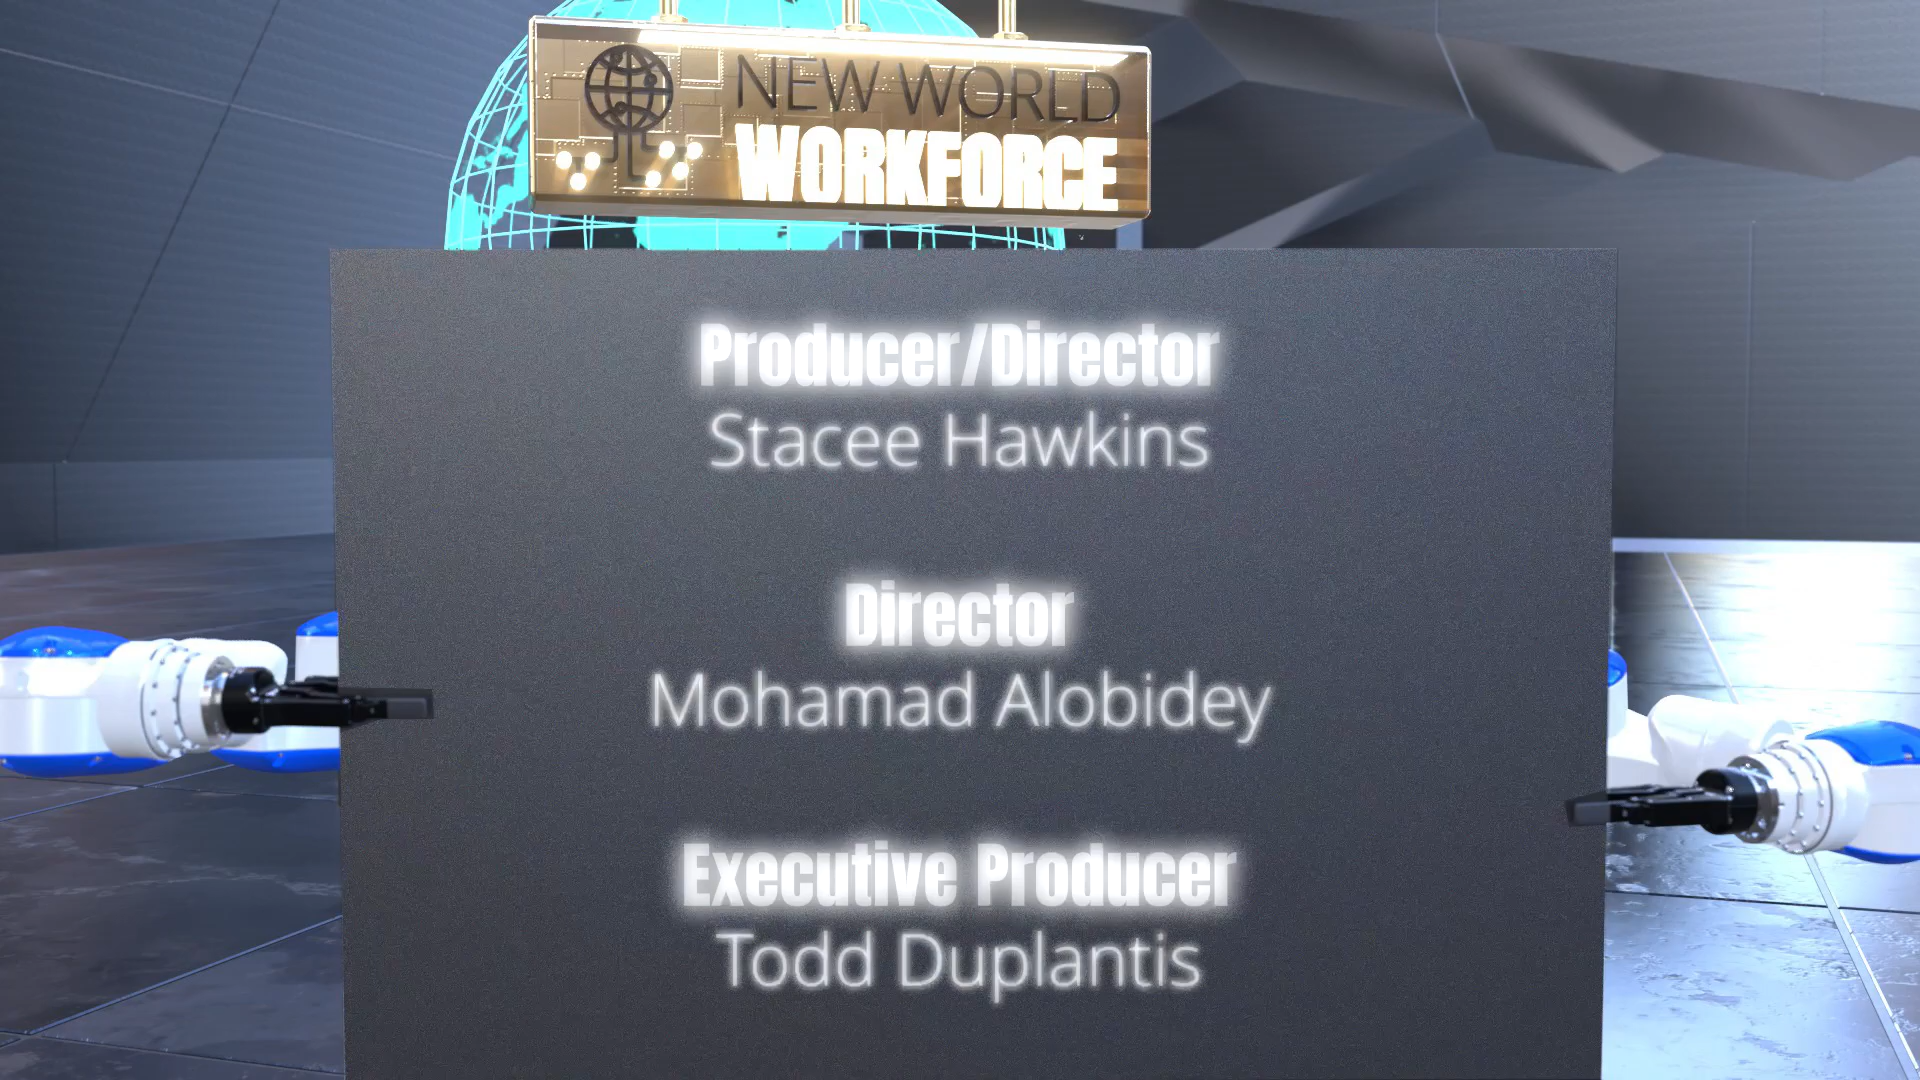 NEW WORLD
WORKFORCE
Producer/Director
Stacee Hawkins
Director
Mohamad Alobidey
Executive Producer
Todd Duplantis